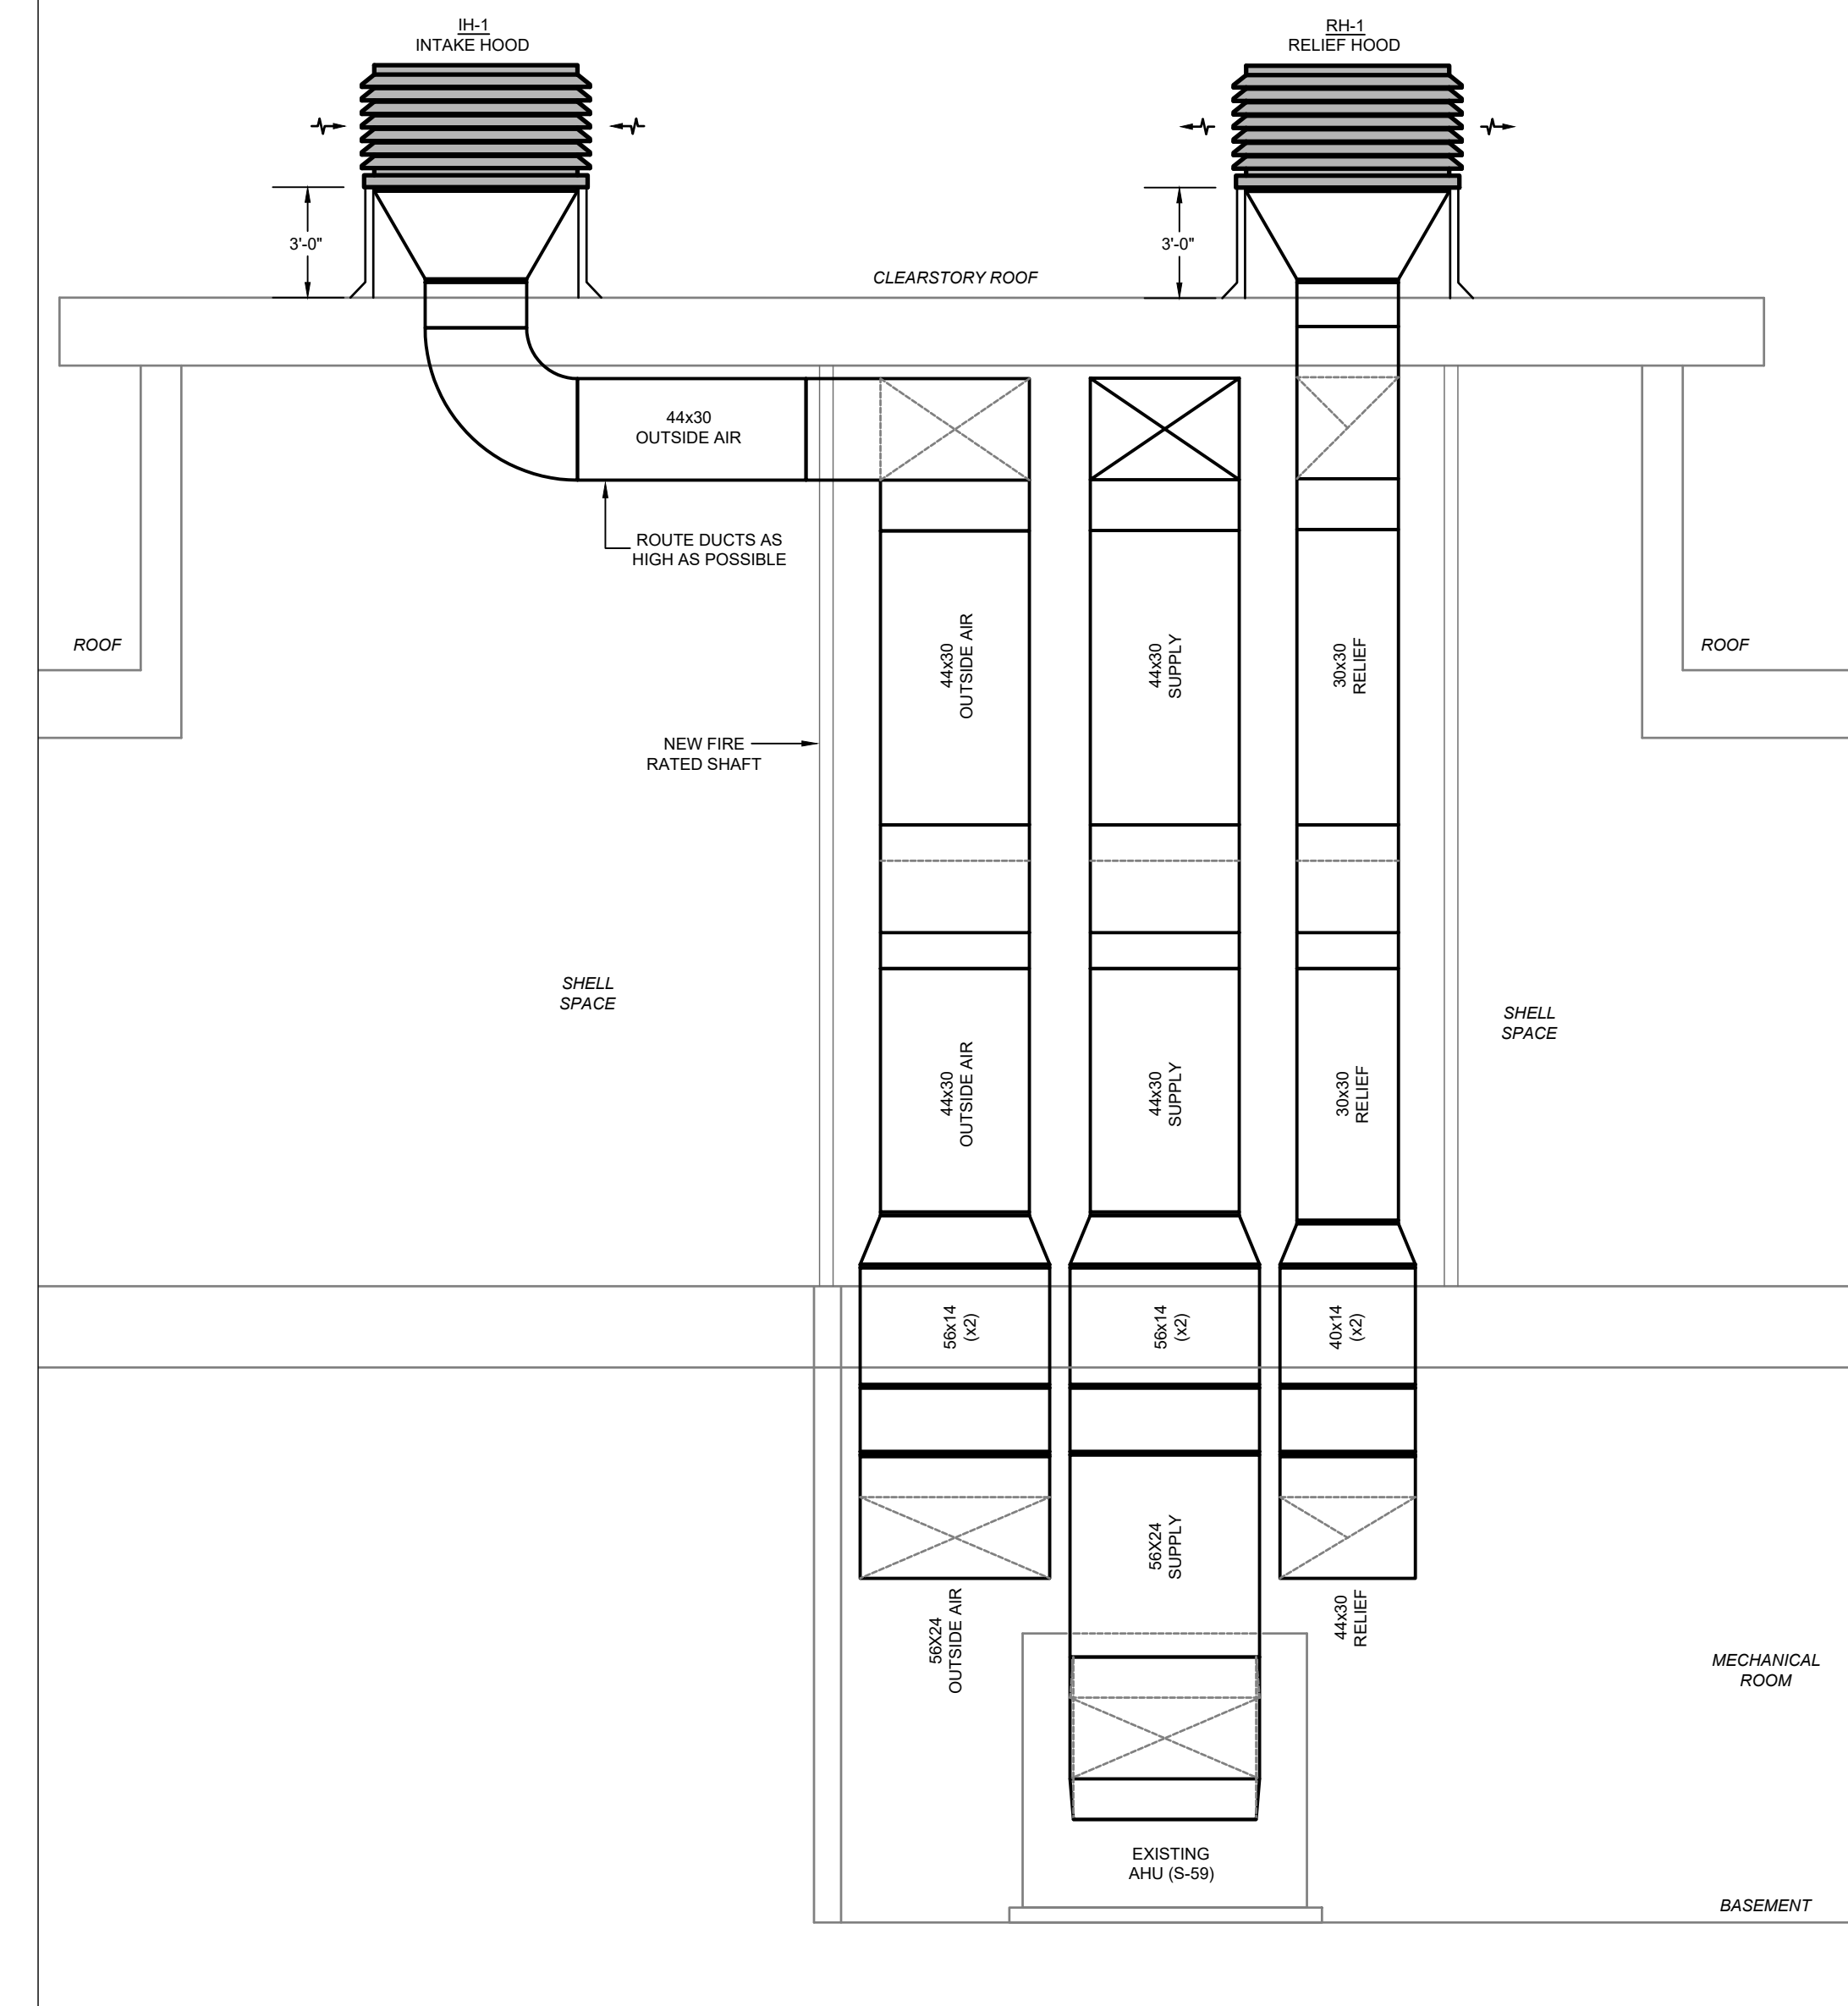 IH-1
INTAKE HOOD
RH-1
RELIEF HOOD
3'-0"
3'-0"
CLEARSTORY ROOF
44x30
OUTSIDE AIR
ROUTE DUCTS AS
HIGH AS POSSIBLE
ROOF
44x30
OUTSIDE AIR
44x30
SUPPLY
30x30
RELIEF
ROOF
NEW FIRE
RATED SHAFT
SHELL
SPACE
SHELL
SPACE
44x30
OUTSIDE AIR
44x30
SUPPLY
30x30
RELIEF
56x14
(x2)
56x14
(x2)
40x14
(x2)
56X24
SUPPLY
56X24
OUTSIDE AIR
44x30
RELIEF
MECHANICAL
ROOM
EXISTING
AHU (S-59)
BASEMENT